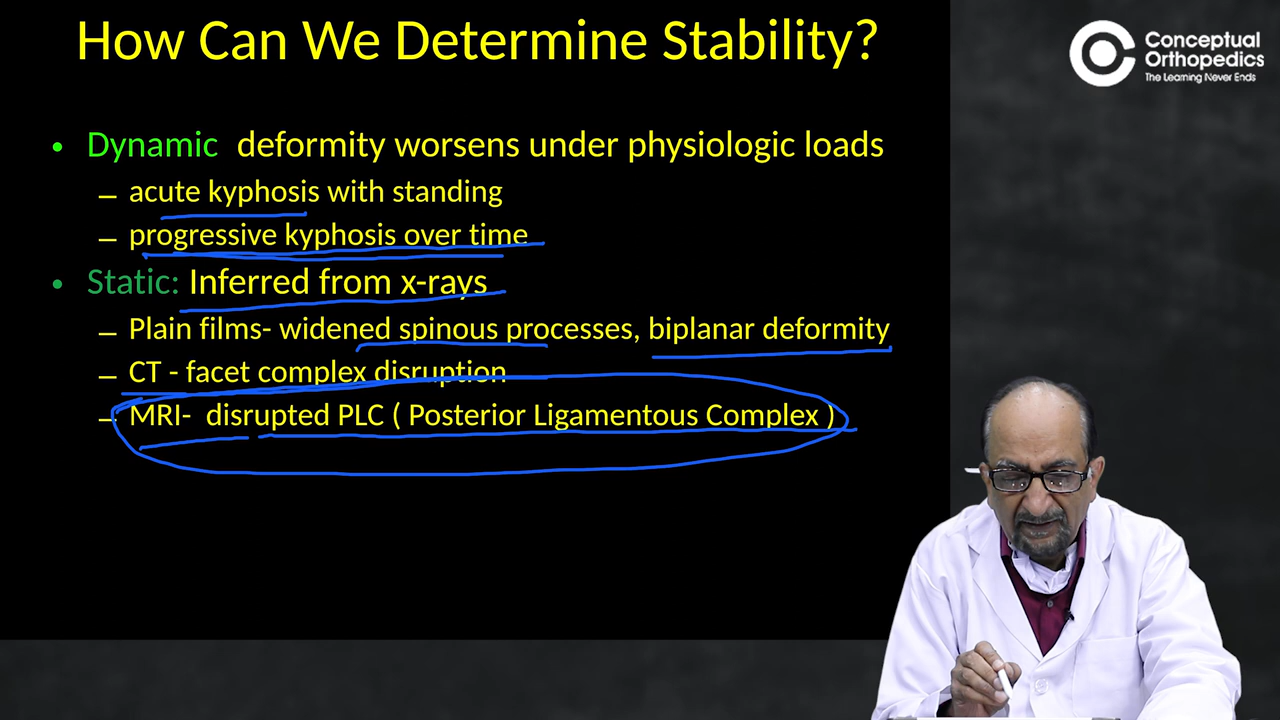 How Can We Determine Stability?
Conceptual
Orthopedics
The Learning Never Ends
• Dynamic deformity worsens under physiologic loads
– acute kyphosis with standing
– progressive kyphosis over time
• Static: Inferred from x-rays
– Plain films- widened spinous processes, biplanar deformity
– CT - facet complex disruption
– MRI- disrupted PLC ( Posterior Ligamentous Complex )